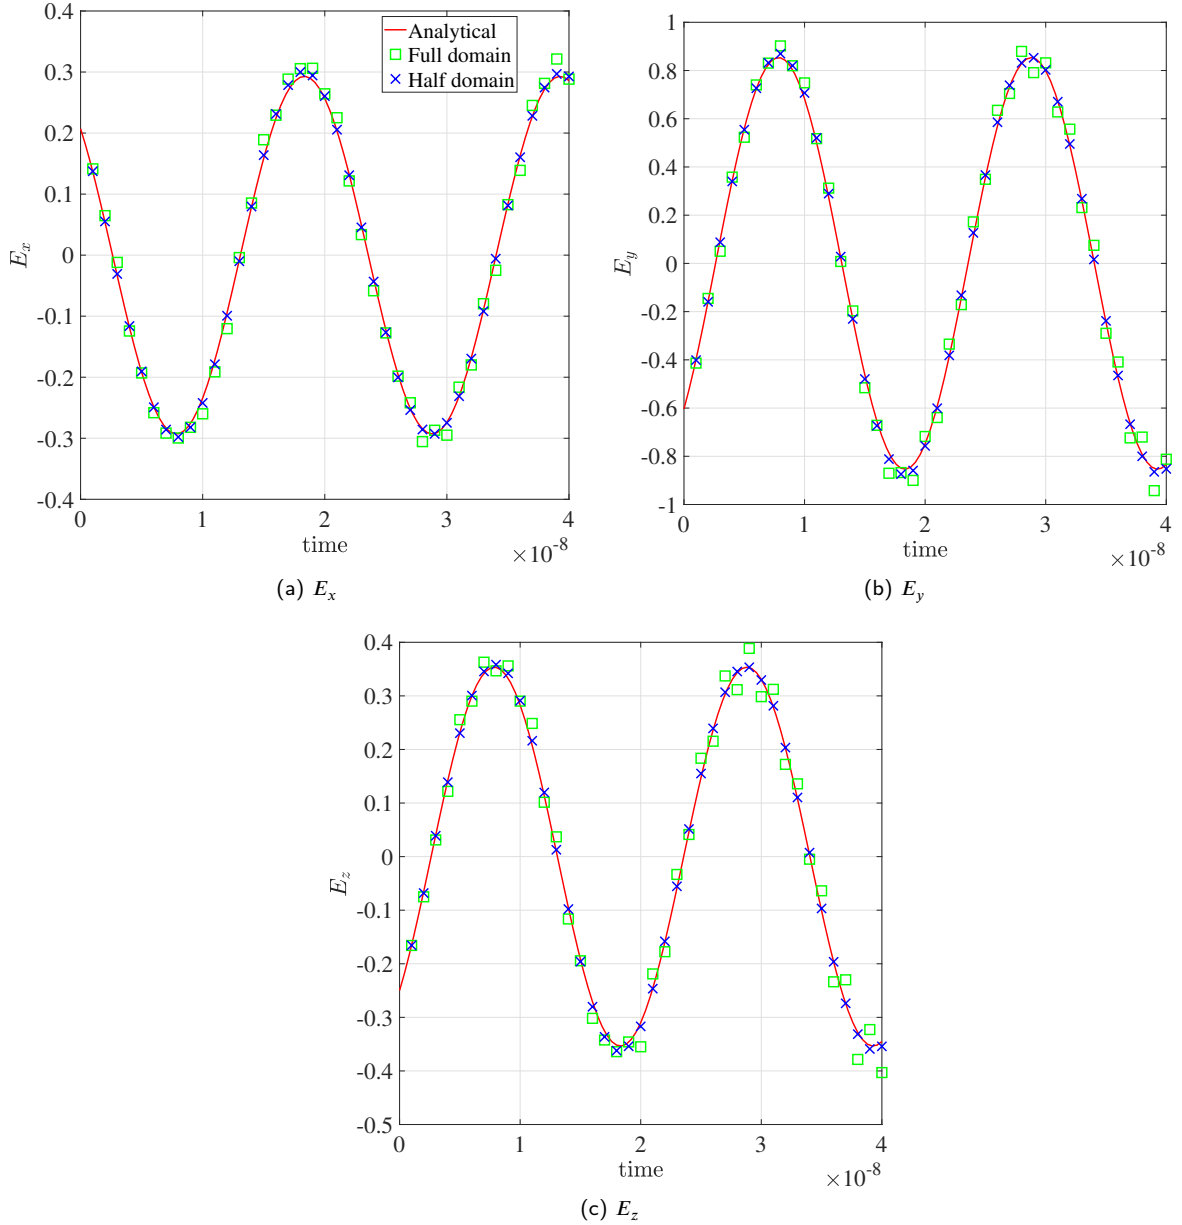 0.4
0.3
0.2
0.1
0
-0.1
-0.2
-0.3
-0.4
E_x
0 1 2 3 4
time
×10^-8
Analytical
Full domain
Half domain
(a) E_x
1
0.8
0.6
0.4
0.2
0
-0.2
-0.4
-0.6
-0.8
-1
E_y
0 1 2 3 4
time
×10^-8
(b) E_y
0.4
0.3
0.2
0.1
0
-0.1
-0.2
-0.3
-0.4
-0.5
E_z
0 1 2 3 4
time
×10^-8
(c) E_z